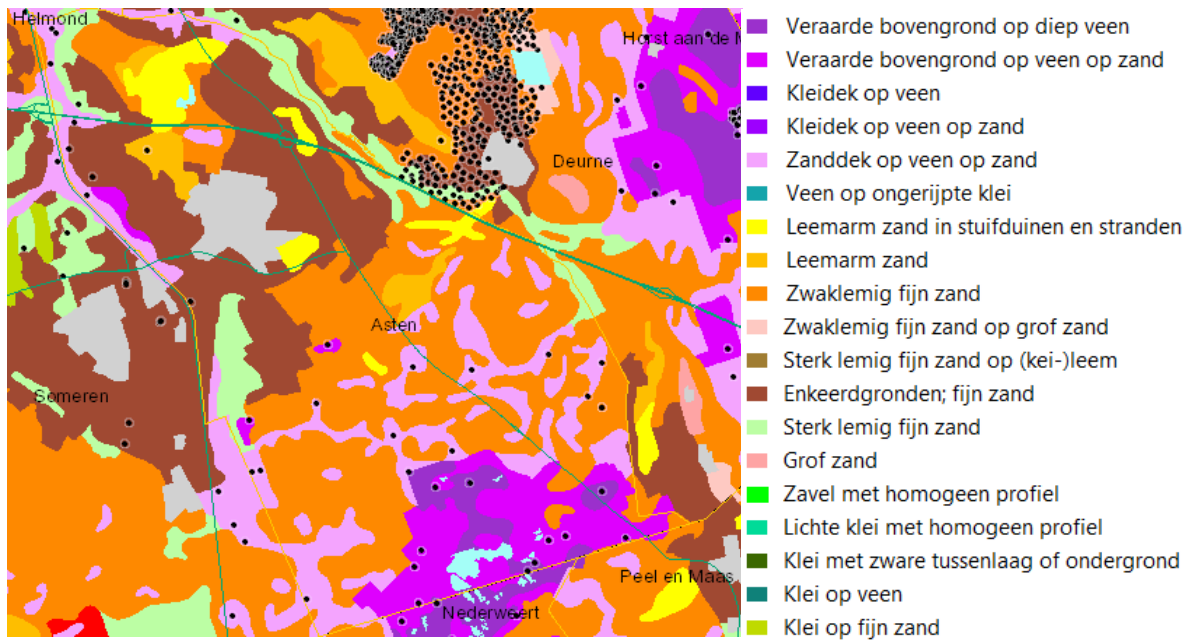 Helmond
Horst aan de M
Deurne
Asten
Someren
Peel en Maas
Nederweert
Veraarde bovengrond op diep veen
Veraarde bovengrond op veen op zand
Kleidek op veen
Kleidek op veen op zand
Zanddek op veen op zand
Veen op ongerijpte klei
Leemarm zand in stuifduinen en stranden
Leemarm zand
Zwaklemig fijn zand
Zwaklemig fijn zand op grof zand
Sterk lemig fijn zand op (kei-)leem
Enkeerdgronden; fijn zand
Sterk lemig fijn zand
Grof zand
Zavel met homogeen profiel
Lichte klei met homogeen profiel
Klei met zware tussenlaag of ondergrond
Klei op veen
Klei op fijn zand